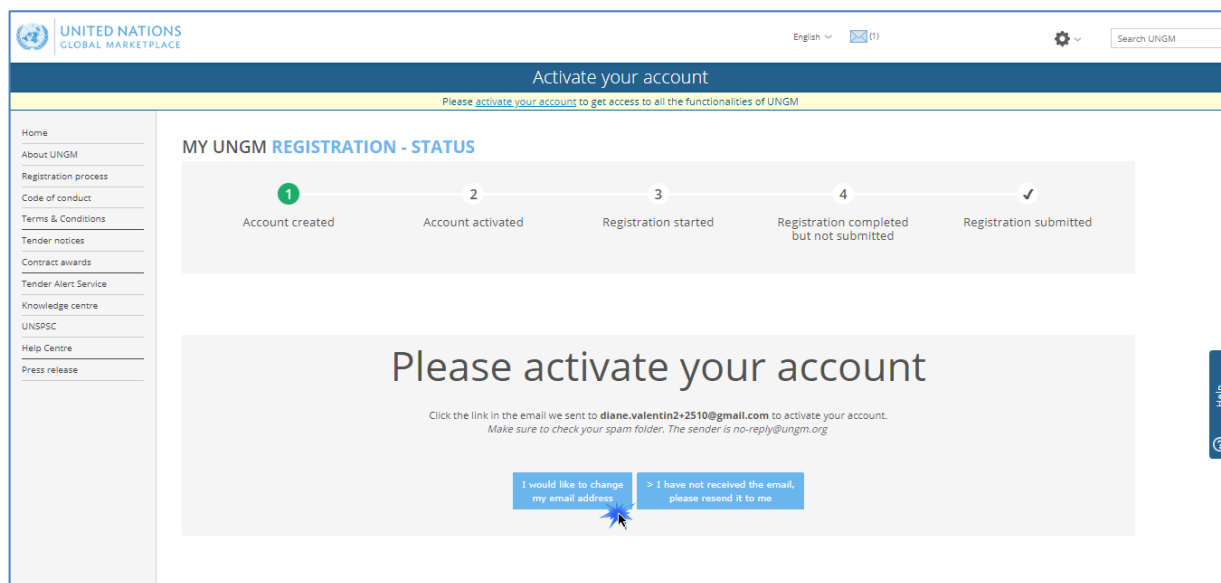 UNITED NATIONS
GLOBAL MARKETPLACE
English
(1)
Search UNGM
Activate your account
Please activate your account to get access to all the functionalities of UNGM
Home
About UNGM
Registration process
Code of conduct
Terms & Conditions
Tender notices
Contract awards
Tender Alert Service
Knowledge centre
UNSPSC
Help Centre
Press release
MY UNGM REGISTRATION - STATUS
1
2
3
4
Account created
Account activated
Registration started
Registration completed
but not submitted
Registration submitted
Please activate your account
Click the link in the email we sent to diane.valentin2+2510@gmail.com to activate your account.
Make sure to check your spam folder. The sender is no-reply@ungm.org
I would like to change
my email address
> I have not received the email,
please resend it to me
Help